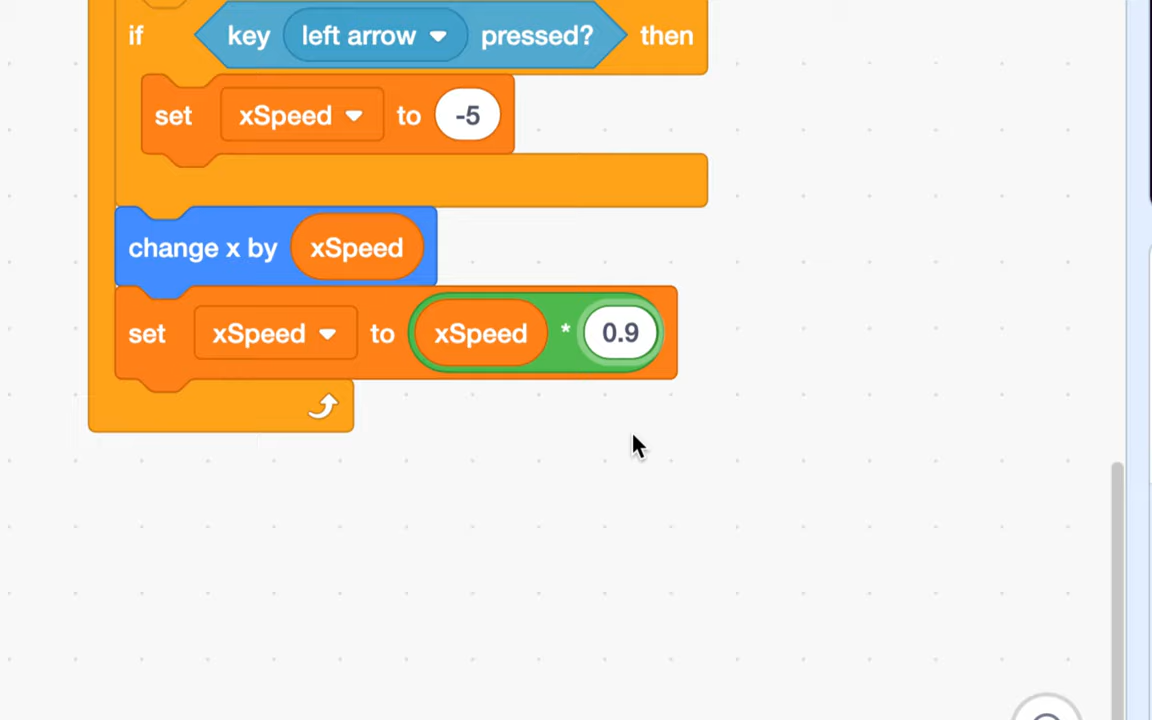 if key left arrow pressed? then
set xSpeed to -5
change x by xSpeed
set xSpeed to xSpeed * 0.9